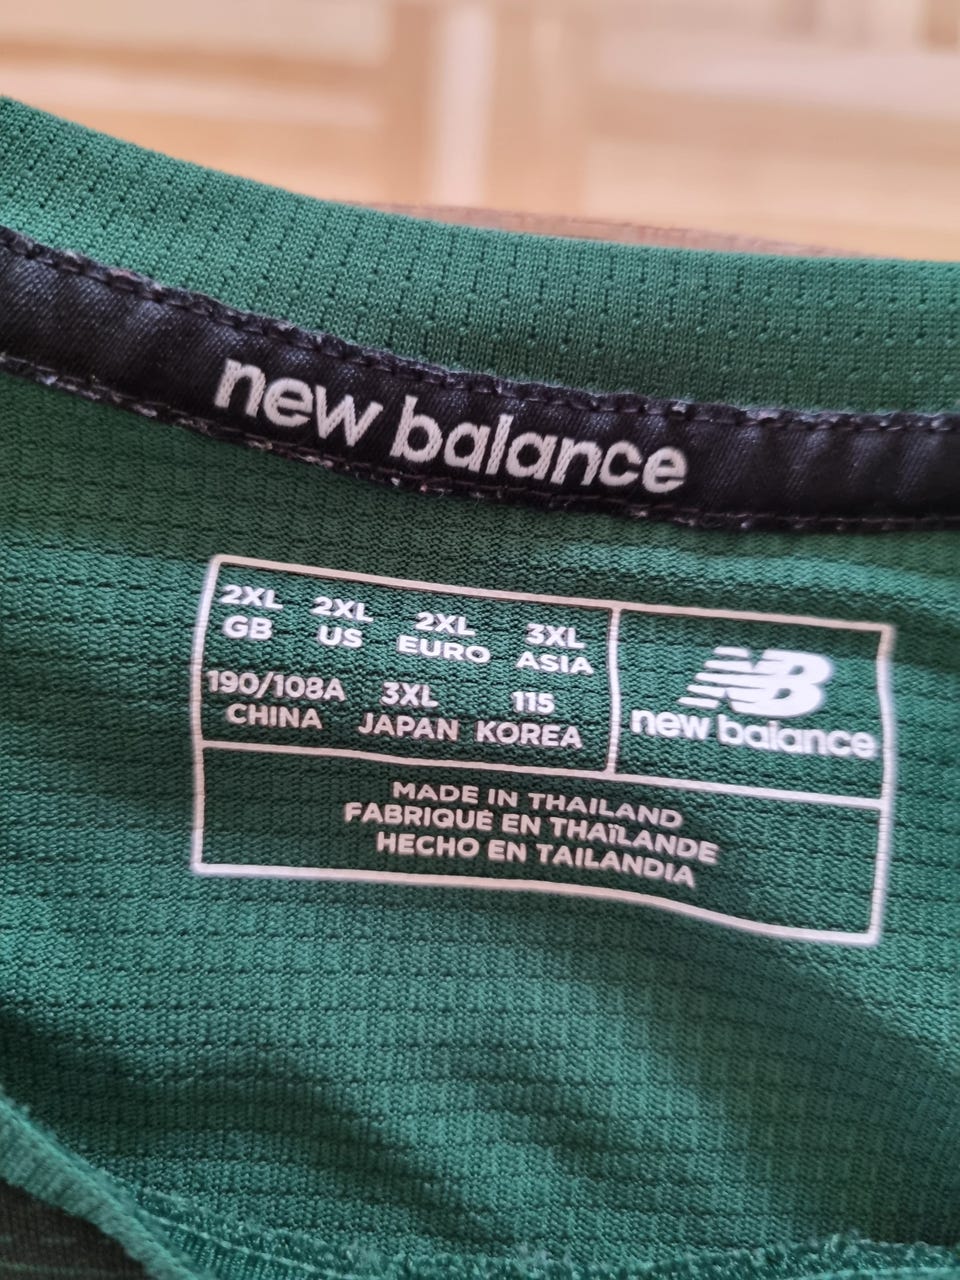 new balance
2XL 2XL 2XL 3XL
GB US EURO ASIA
190/108A 3XL 115
CHINA JAPAN KOREA
NB
new balance
MADE IN THAILAND
FABRIQUÉ EN THAÏLANDE
HECHO EN TAILANDIA